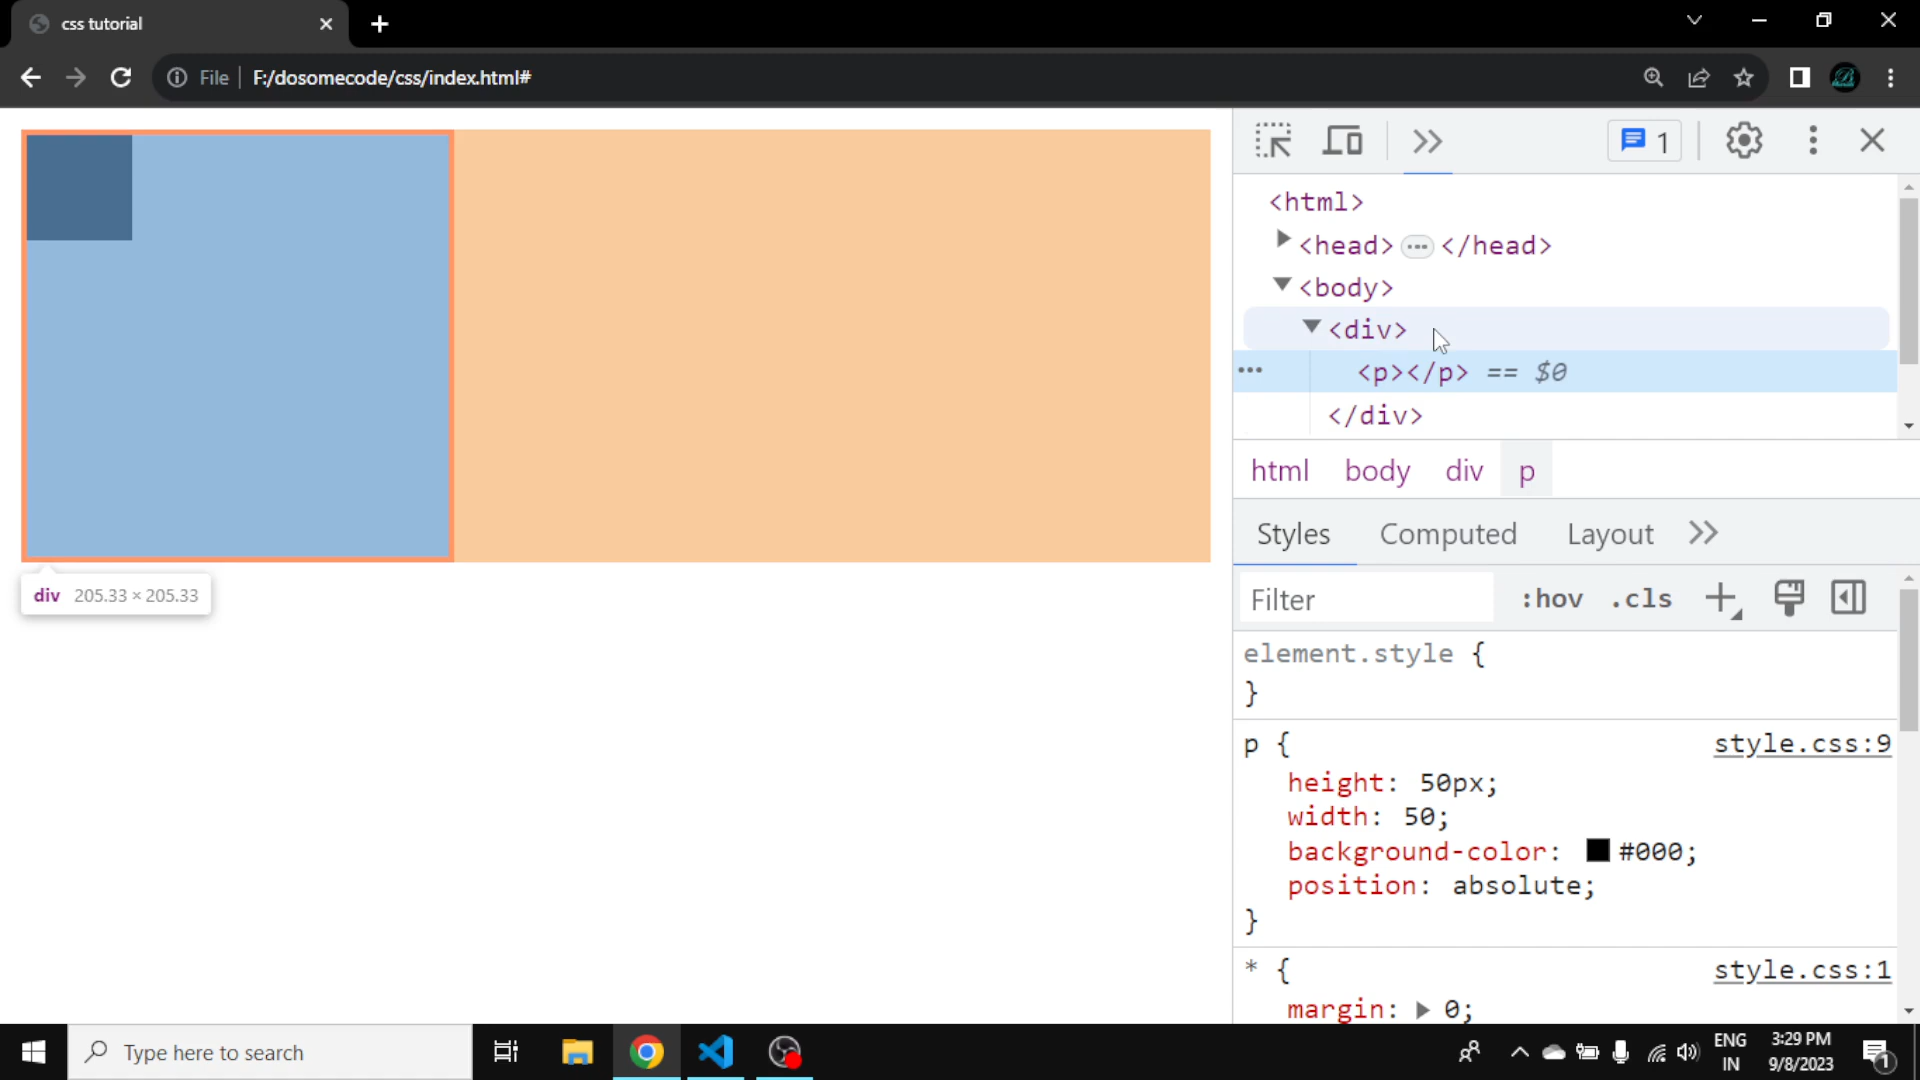 css tutorial
File F:/dosomecode/css/index.html#
1
<html>
<head> ... </head>
<body>
<div>
... <p></p> == $0
</div>
html body div p
Styles Computed Layout
Filter :hov .cls
element.style {
}
p { style.css:9
height: 50px;
width: 50;
background-color: #000;
position: absolute;
}
* { style.css:1
margin: 0;
div 205.33 × 205.33
Type here to search
ENG
IN
3:29 PM
9/8/2023
1